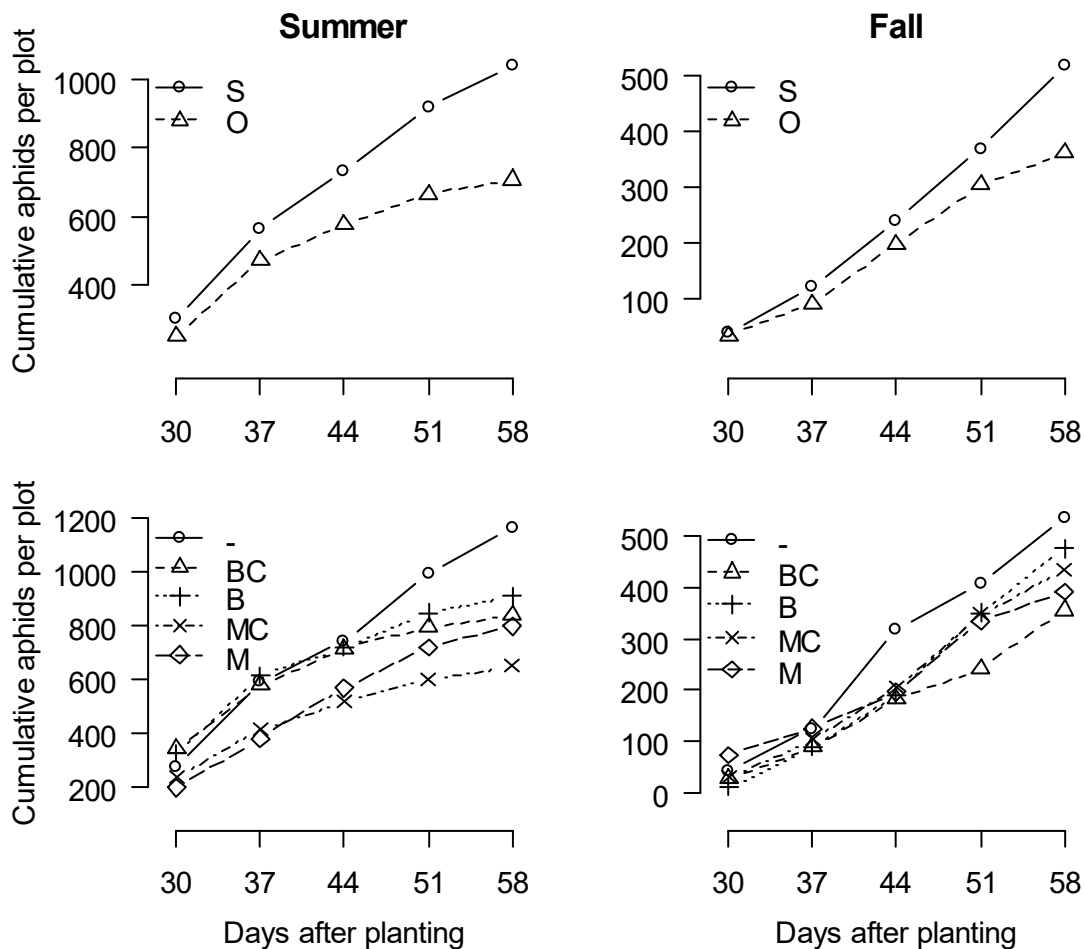 Summer
Cumulative aphids per plot
1000
800
600
400
S
O
30 37 44 51 58
Fall
500
400
300
200
100
S
O
30 37 44 51 58
Cumulative aphids per plot
1200
1000
800
600
400
200
-
BC
B
MC
M
30 37 44 51 58
Days after planting
500
400
300
200
100
0
-
BC
B
MC
M
30 37 44 51 58
Days after planting